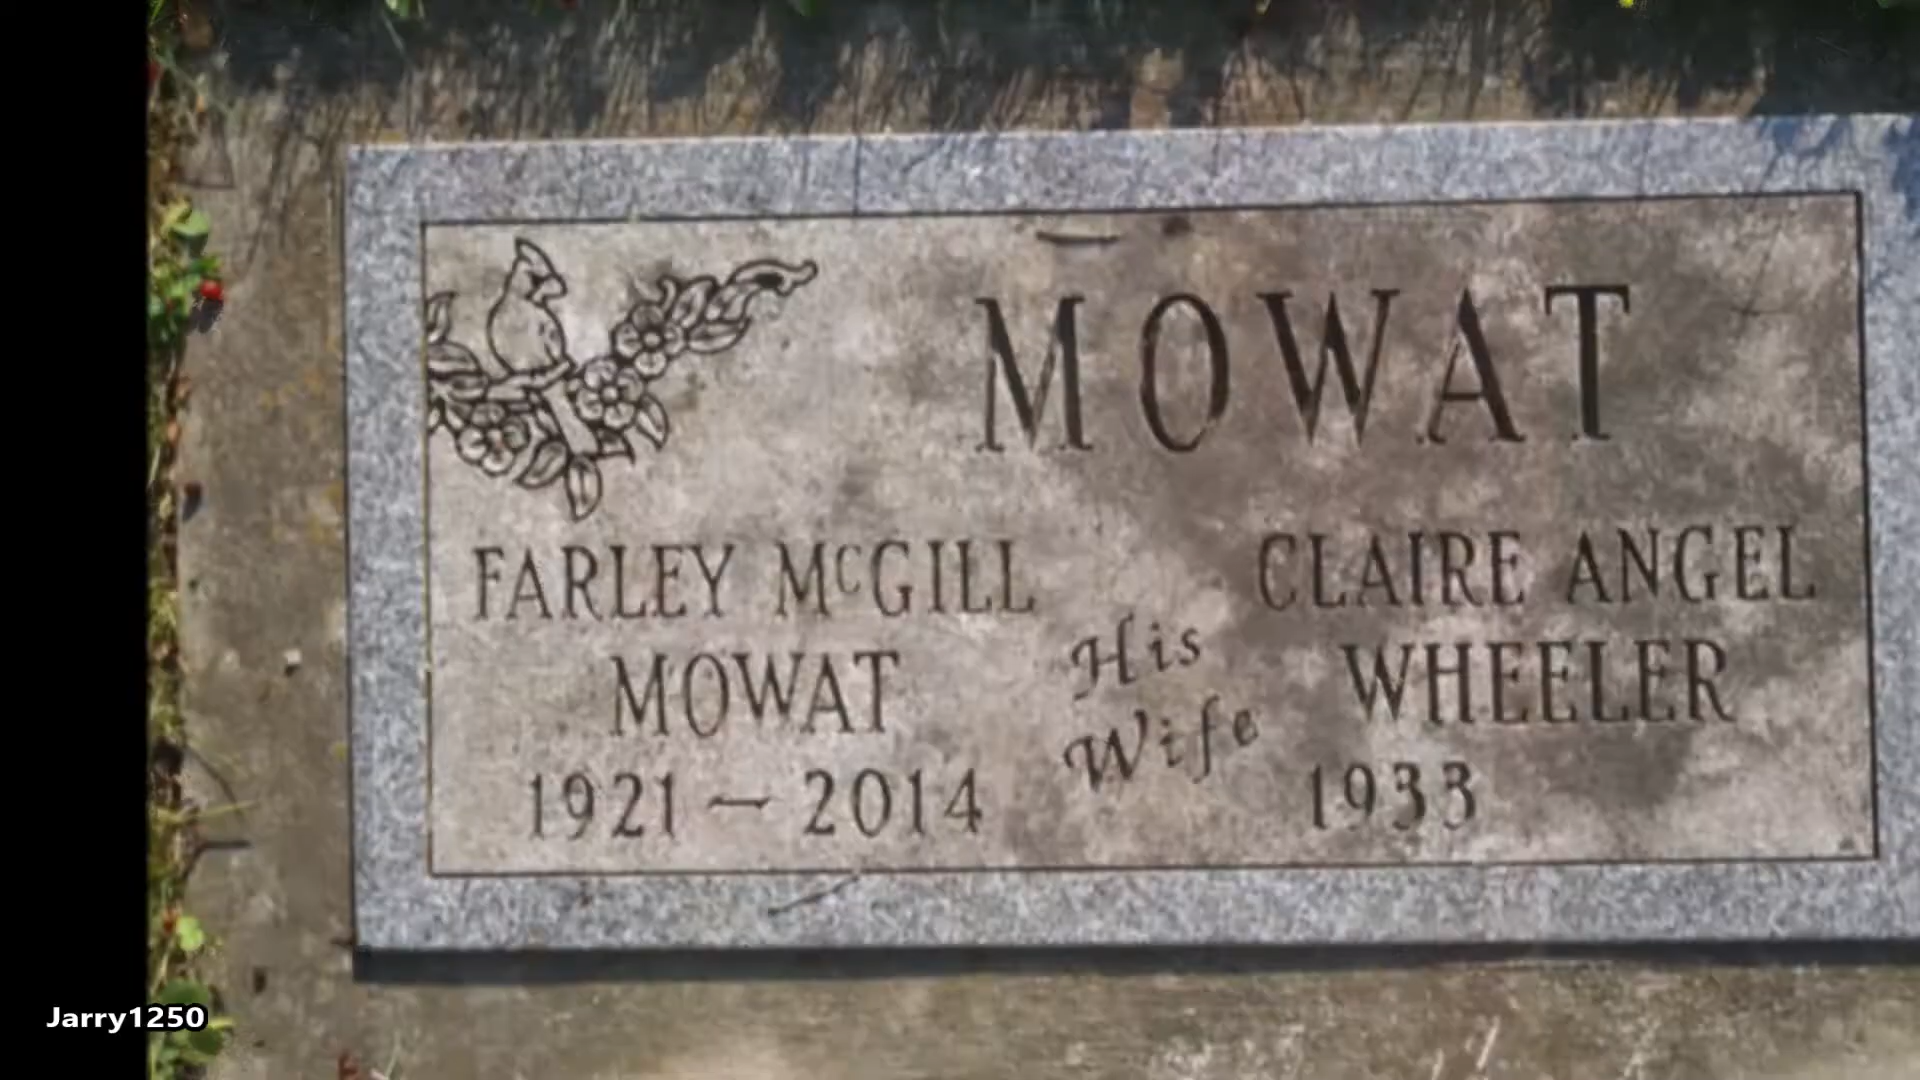 MOWAT
FARLEY McGILL
MOWAT
1921 – 2014
His
Wife
CLAIRE ANGEL
WHEELER
1933
Jarry1250